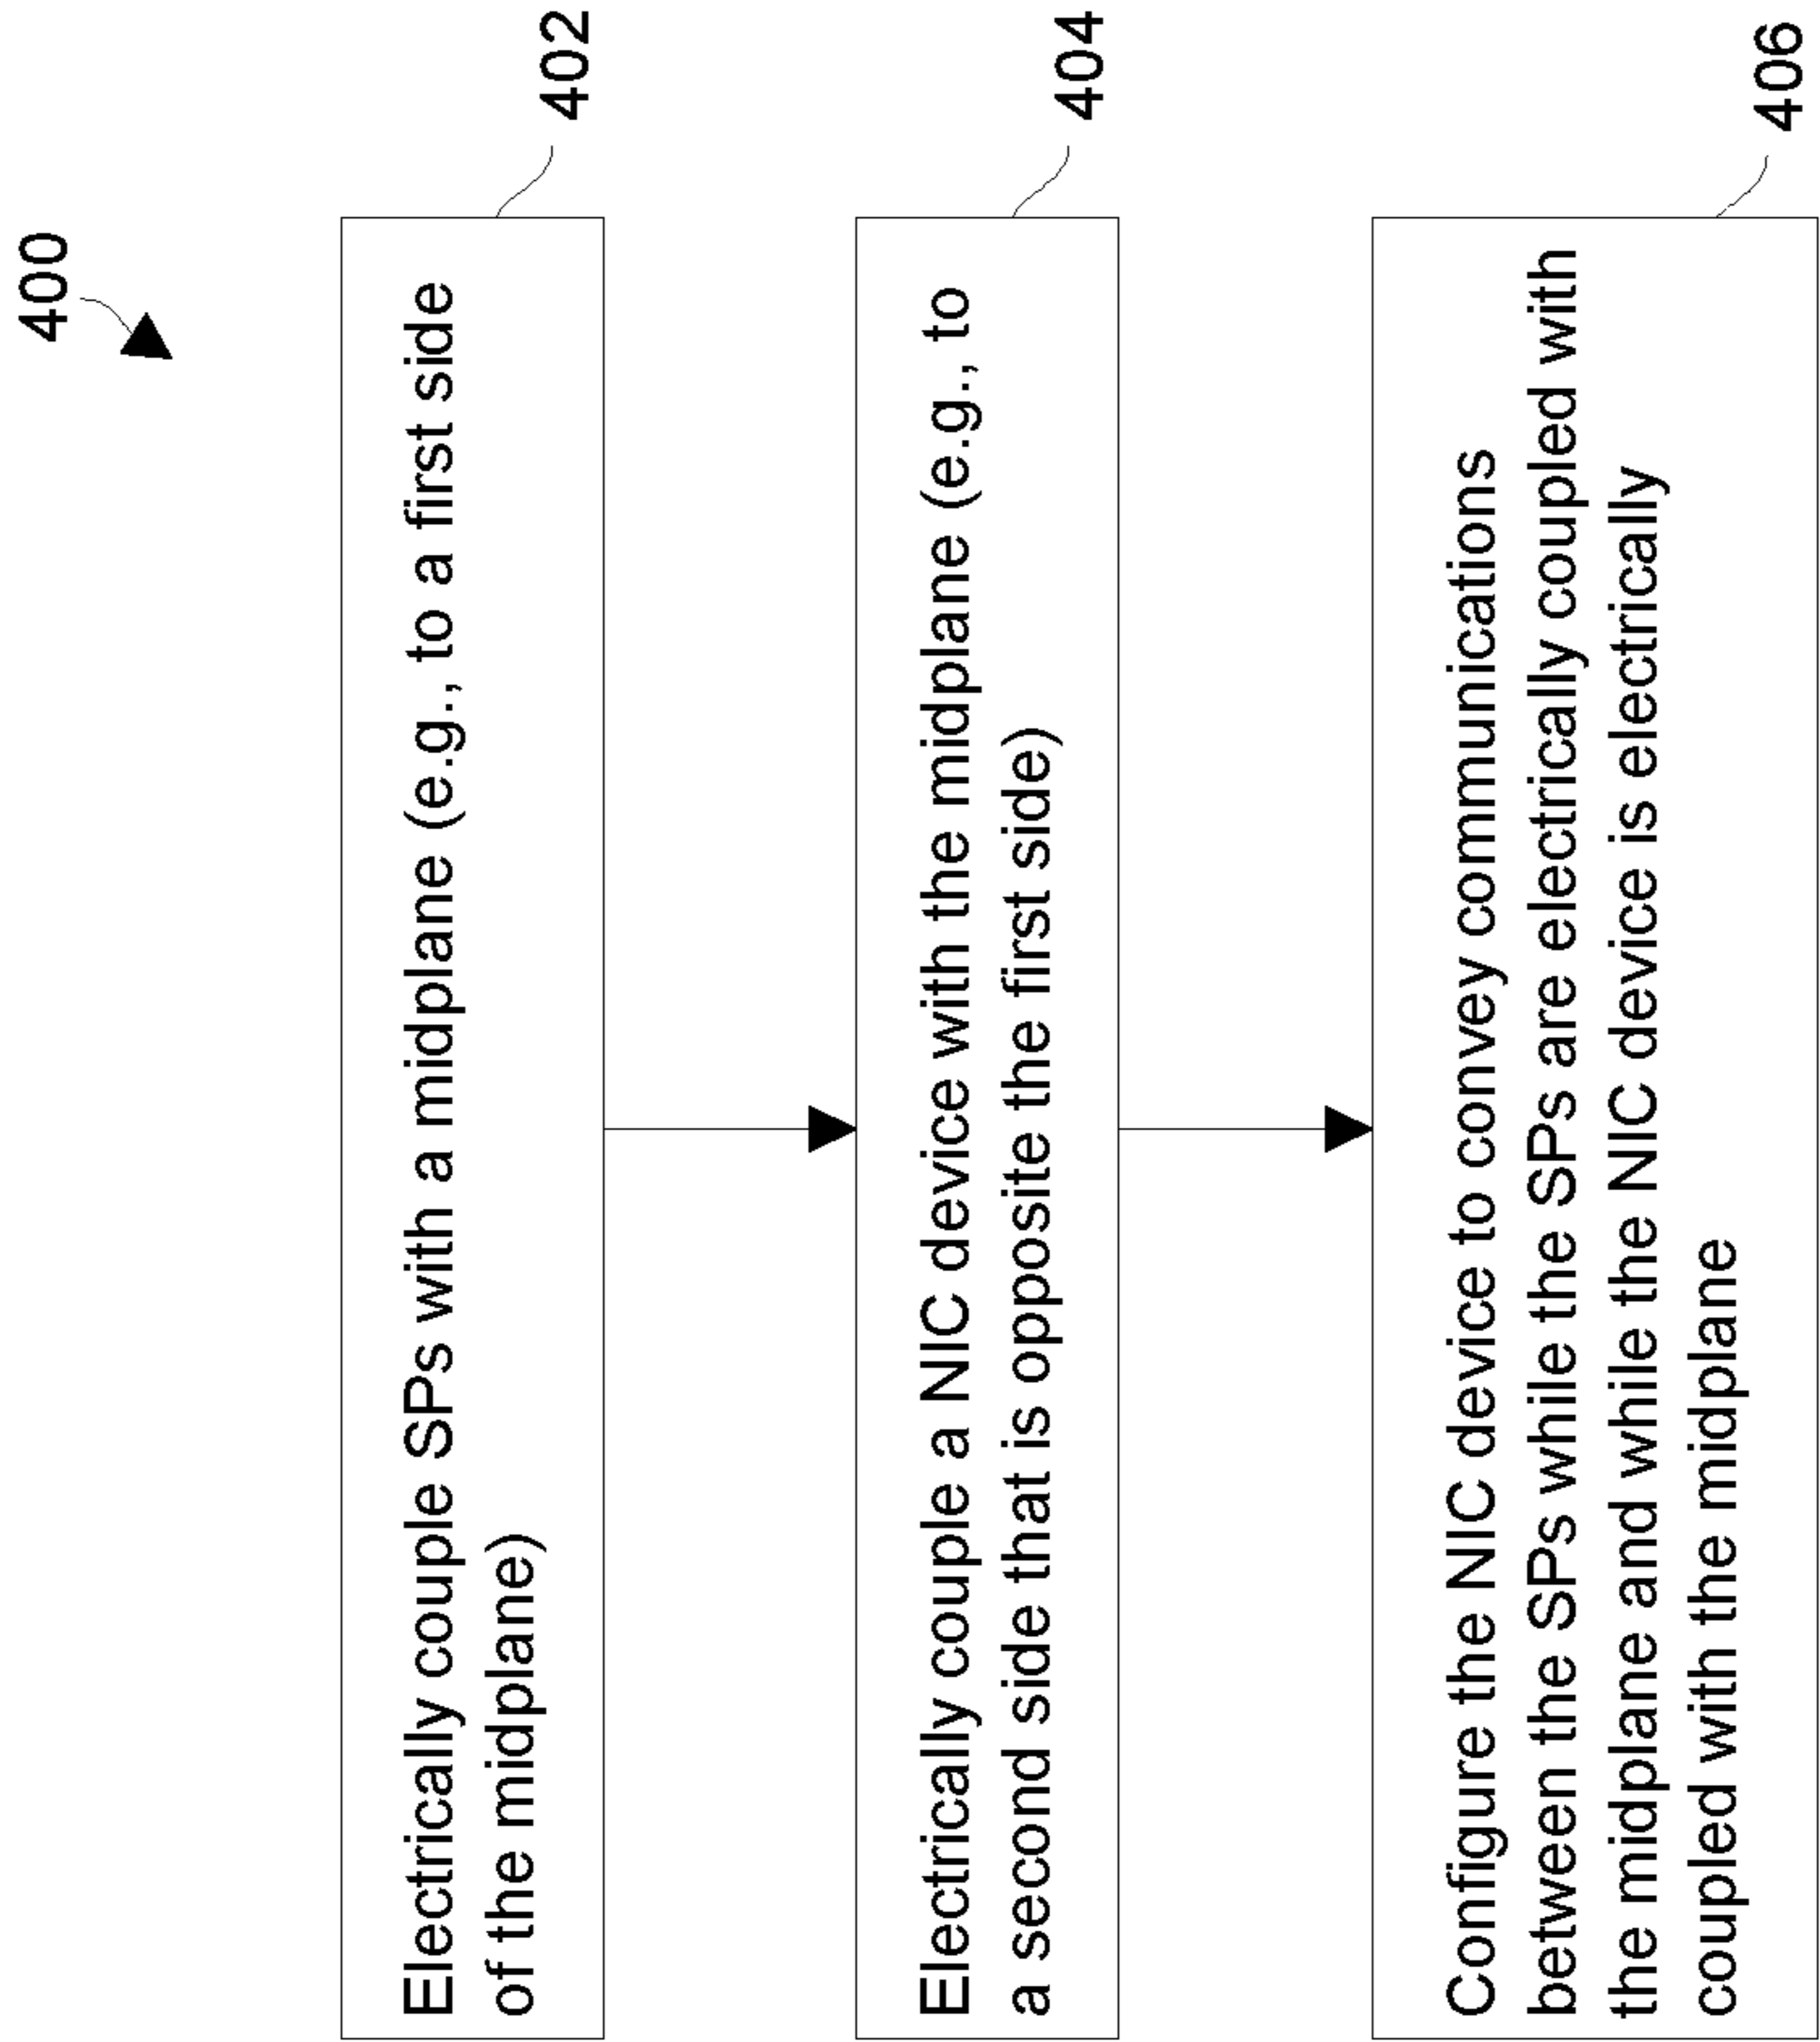 400
Electrically couple SPs with a midplane (e.g., to a first side
of the midplane)
402
Electrically couple a NIC device with the midplane (e.g., to
a second side that is opposite the first side)
404
Configure the NIC device to convey communications
between the SPs while the SPs are electrically coupled with
the midplane and while the NIC device is electrically
coupled with the midplane
406